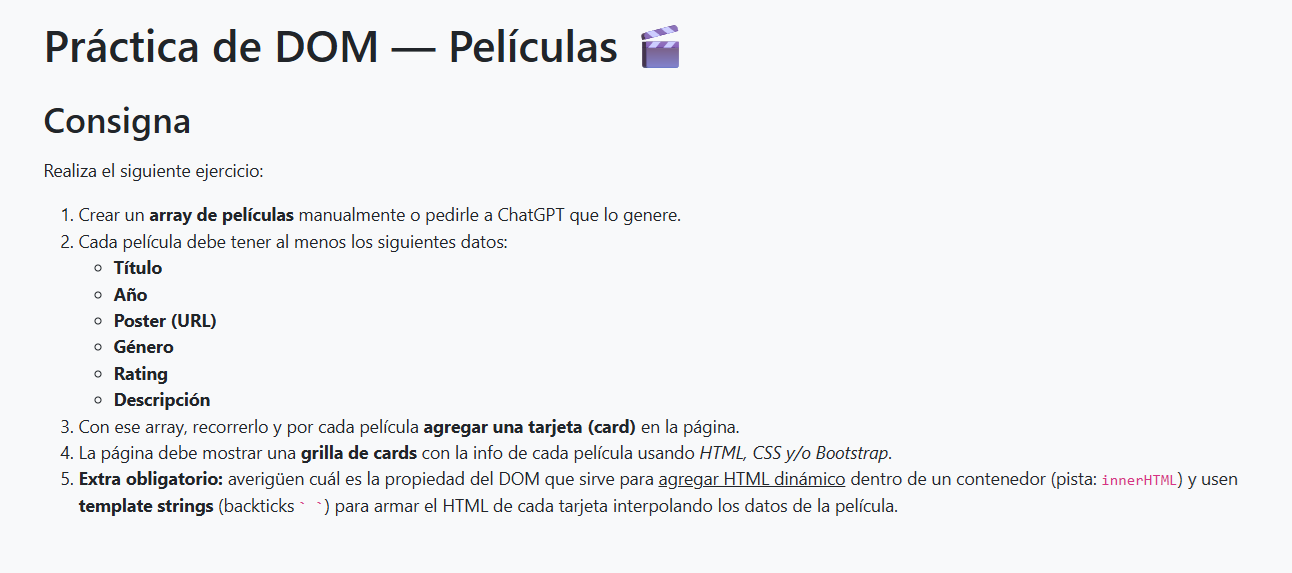 Práctica de DOM — Películas 🎬
Consigna
Realiza el siguiente ejercicio:
1. Crear un array de películas manualmente o pedirle a ChatGPT que lo genere.
2. Cada película debe tener al menos los siguientes datos:
○ Título
○ Año
○ Poster (URL)
○ Género
○ Rating
○ Descripción
3. Con ese array, recorrerlo y por cada película agregar una tarjeta (card) en la página.
4. La página debe mostrar una grilla de cards con la info de cada película usando HTML, CSS y/o Bootstrap.
5. Extra obligatorio: averigüen cuál es la propiedad del DOM que sirve para agregar HTML dinámico dentro de un contenedor (pista: innerHTML) y usen
template strings (backticks ` `) para armar el HTML de cada tarjeta interpolando los datos de la película.